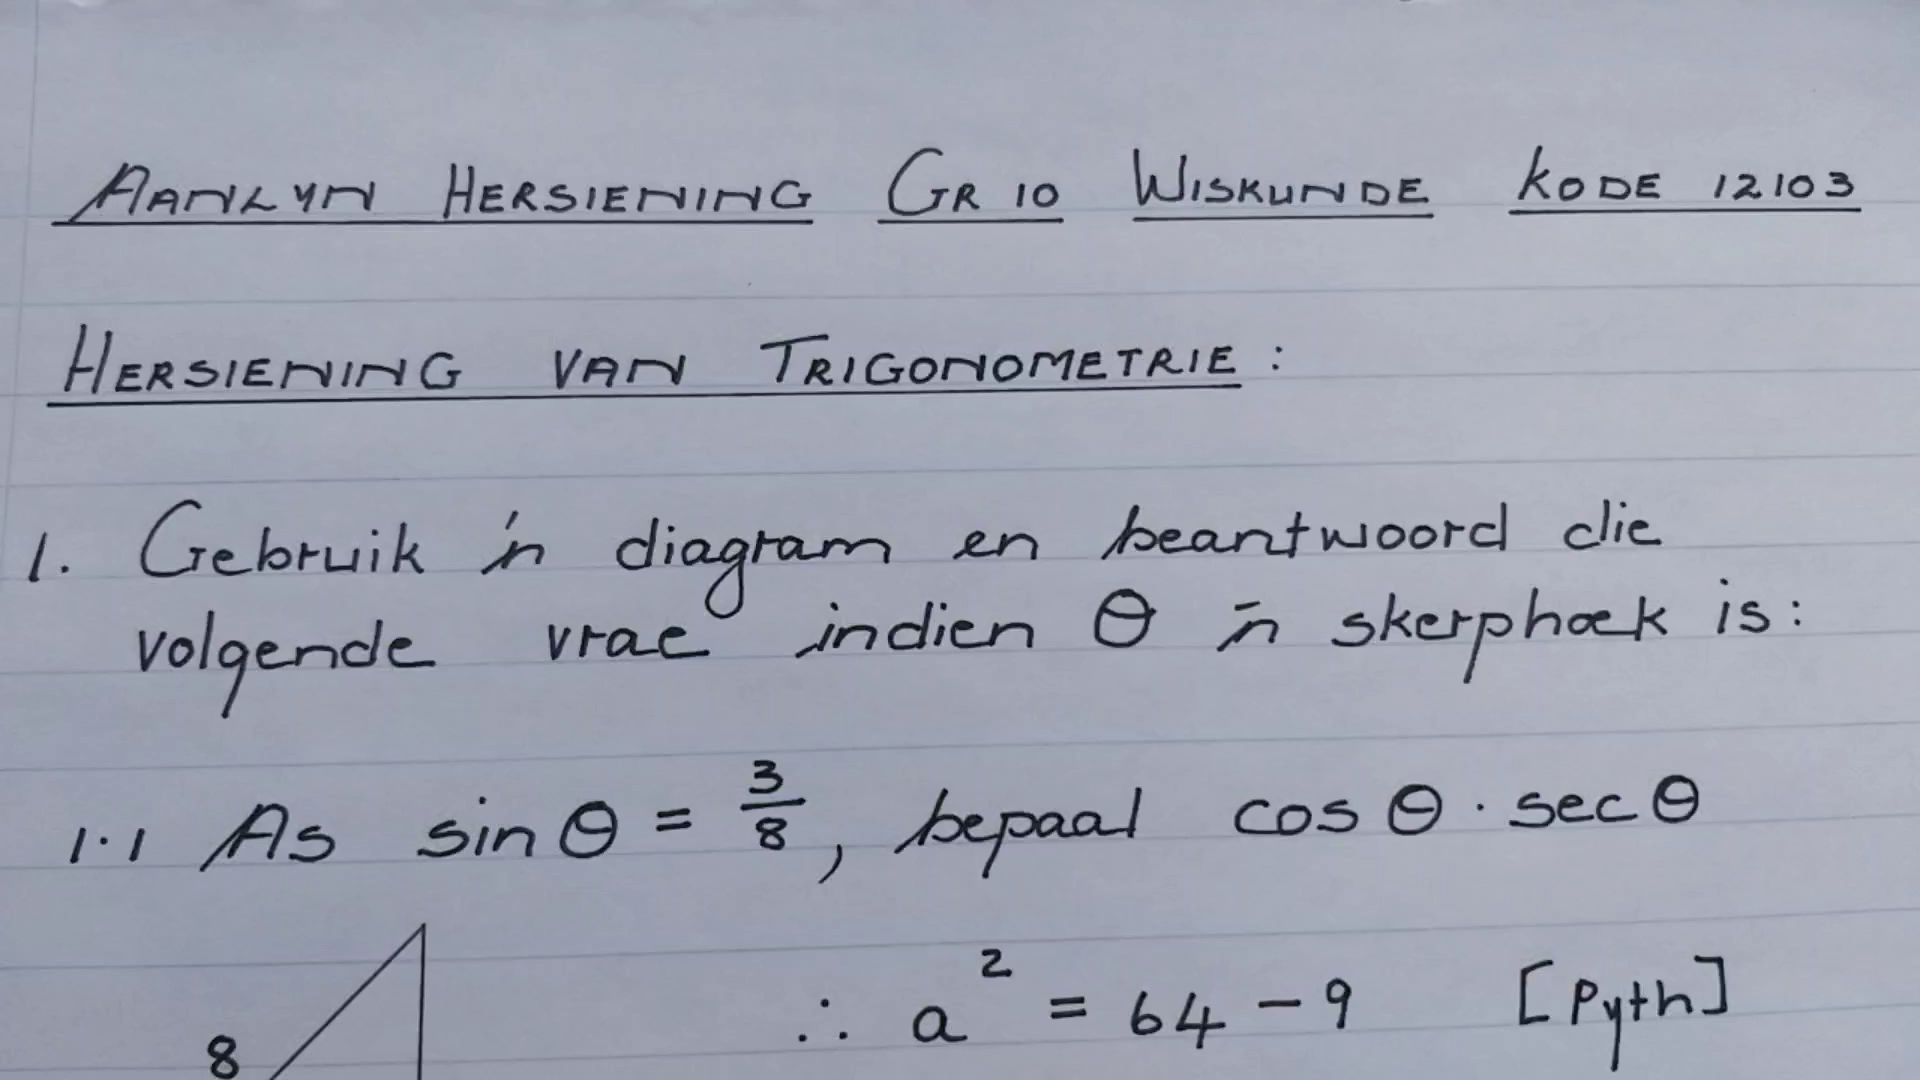 AANLYN HERSIENING GR 10 WISKUNDE KODE 12103
HERSIENING VAN TRIGONOMETRIE:
1. Gebruik 'n diagram en beantwoord die
volgende vrae indien θ 'n skerphoek is:
1.1 As sin θ = 3/8, bepaal cos θ · sec θ
∴ a² = 64 - 9 [Pyth]
8